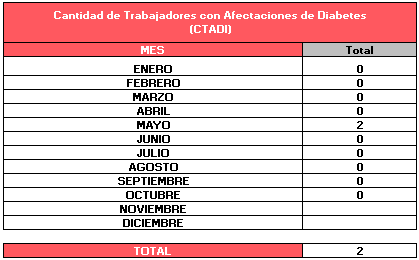 Cantidad de Trabajadores con Afectaciones de Diabetes
(CTADI)
MES Total
ENERO 0
FEBRERO 0
MARZO 0
ABRIL 0
MAYO 2
JUNIO 0
JULIO 0
AGOSTO 0
SEPTIEMBRE 0
OCTUBRE 0
NOVIEMBRE
DICIEMBRE
TOTAL 2